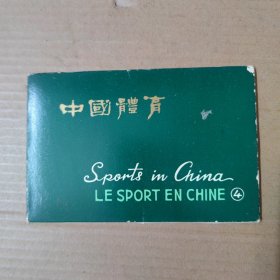 中國體育
Sports in China
LE SPORT EN CHINE ④